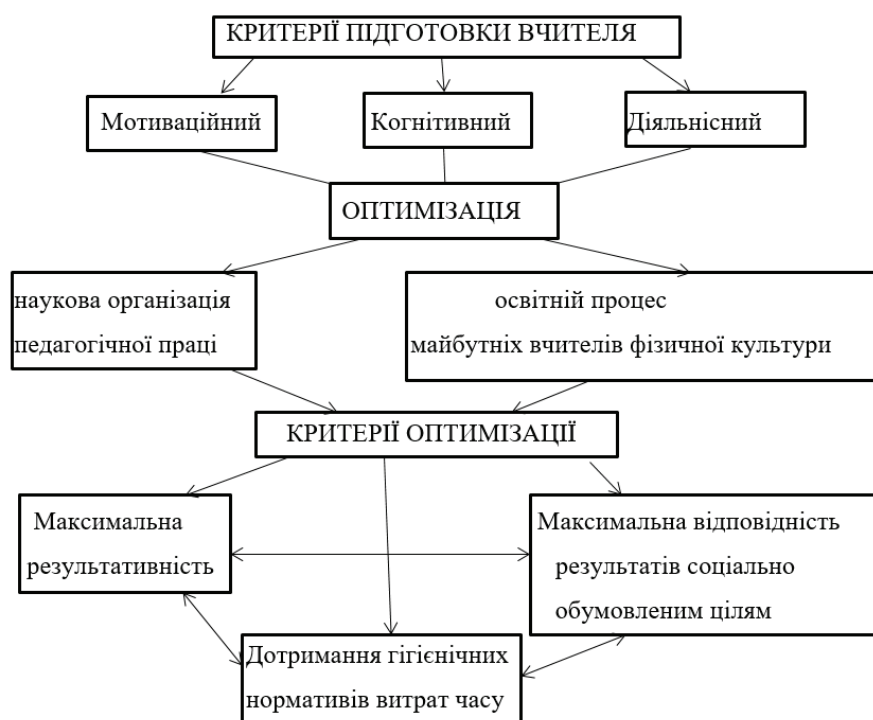 КРИТЕРІЇ ПІДГОТОВКИ ВЧИТЕЛЯ
Мотиваційний
Когнітивний
Діяльнісний
ОПТИМІЗАЦІЯ
наукова організація
педагогічної праці
освітній процес
майбутніх вчителів фізичної культури
КРИТЕРІЇ ОПТИМІЗАЦІЇ
Максимальна
результативність
Максимальна відповідність
результатів соціально
обумовленим цілям
Дотримання гігієнічних
нормативів витрат часу